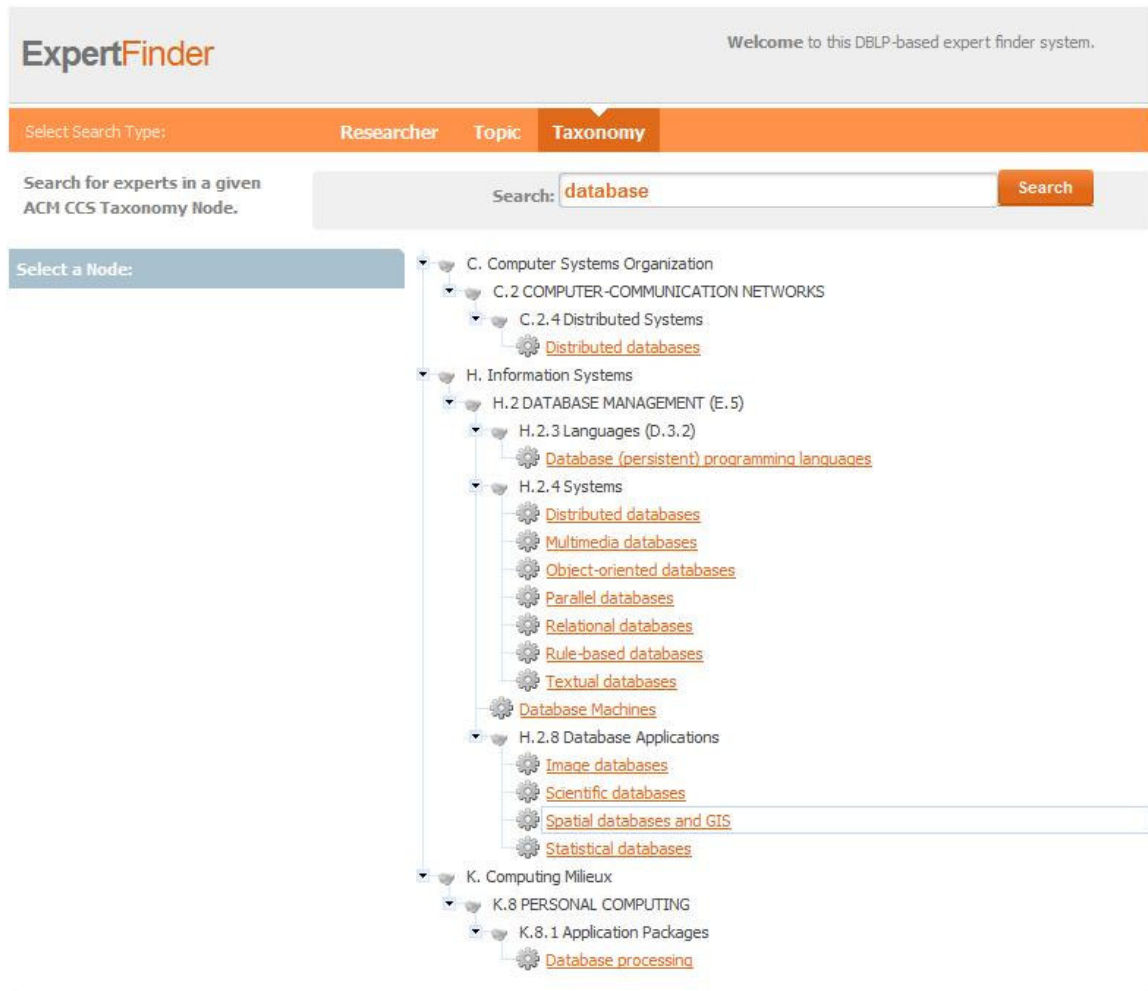 ExpertFinder
Welcome to this DBLP-based expert finder system.
Select Search Type:
Researcher Topic Taxonomy
Search for experts in a given
ACM CCS Taxonomy Node.
Search: database Search
Select a Node:
C. Computer Systems Organization
C.2 COMPUTER-COMMUNICATION NETWORKS
C.2.4 Distributed Systems
Distributed databases
H. Information Systems
H.2 DATABASE MANAGEMENT (E.5)
H.2.3 Languages (D.3.2)
Database (persistent) programming languages
H.2.4 Systems
Distributed databases
Multimedia databases
Object-oriented databases
Parallel databases
Relational databases
Rule-based databases
Textual databases
Database Machines
H.2.8 Database Applications
Image databases
Scientific databases
Spatial databases and GIS
Statistical databases
K. Computing Milieux
K.8 PERSONAL COMPUTING
K.8.1 Application Packages
Database processing